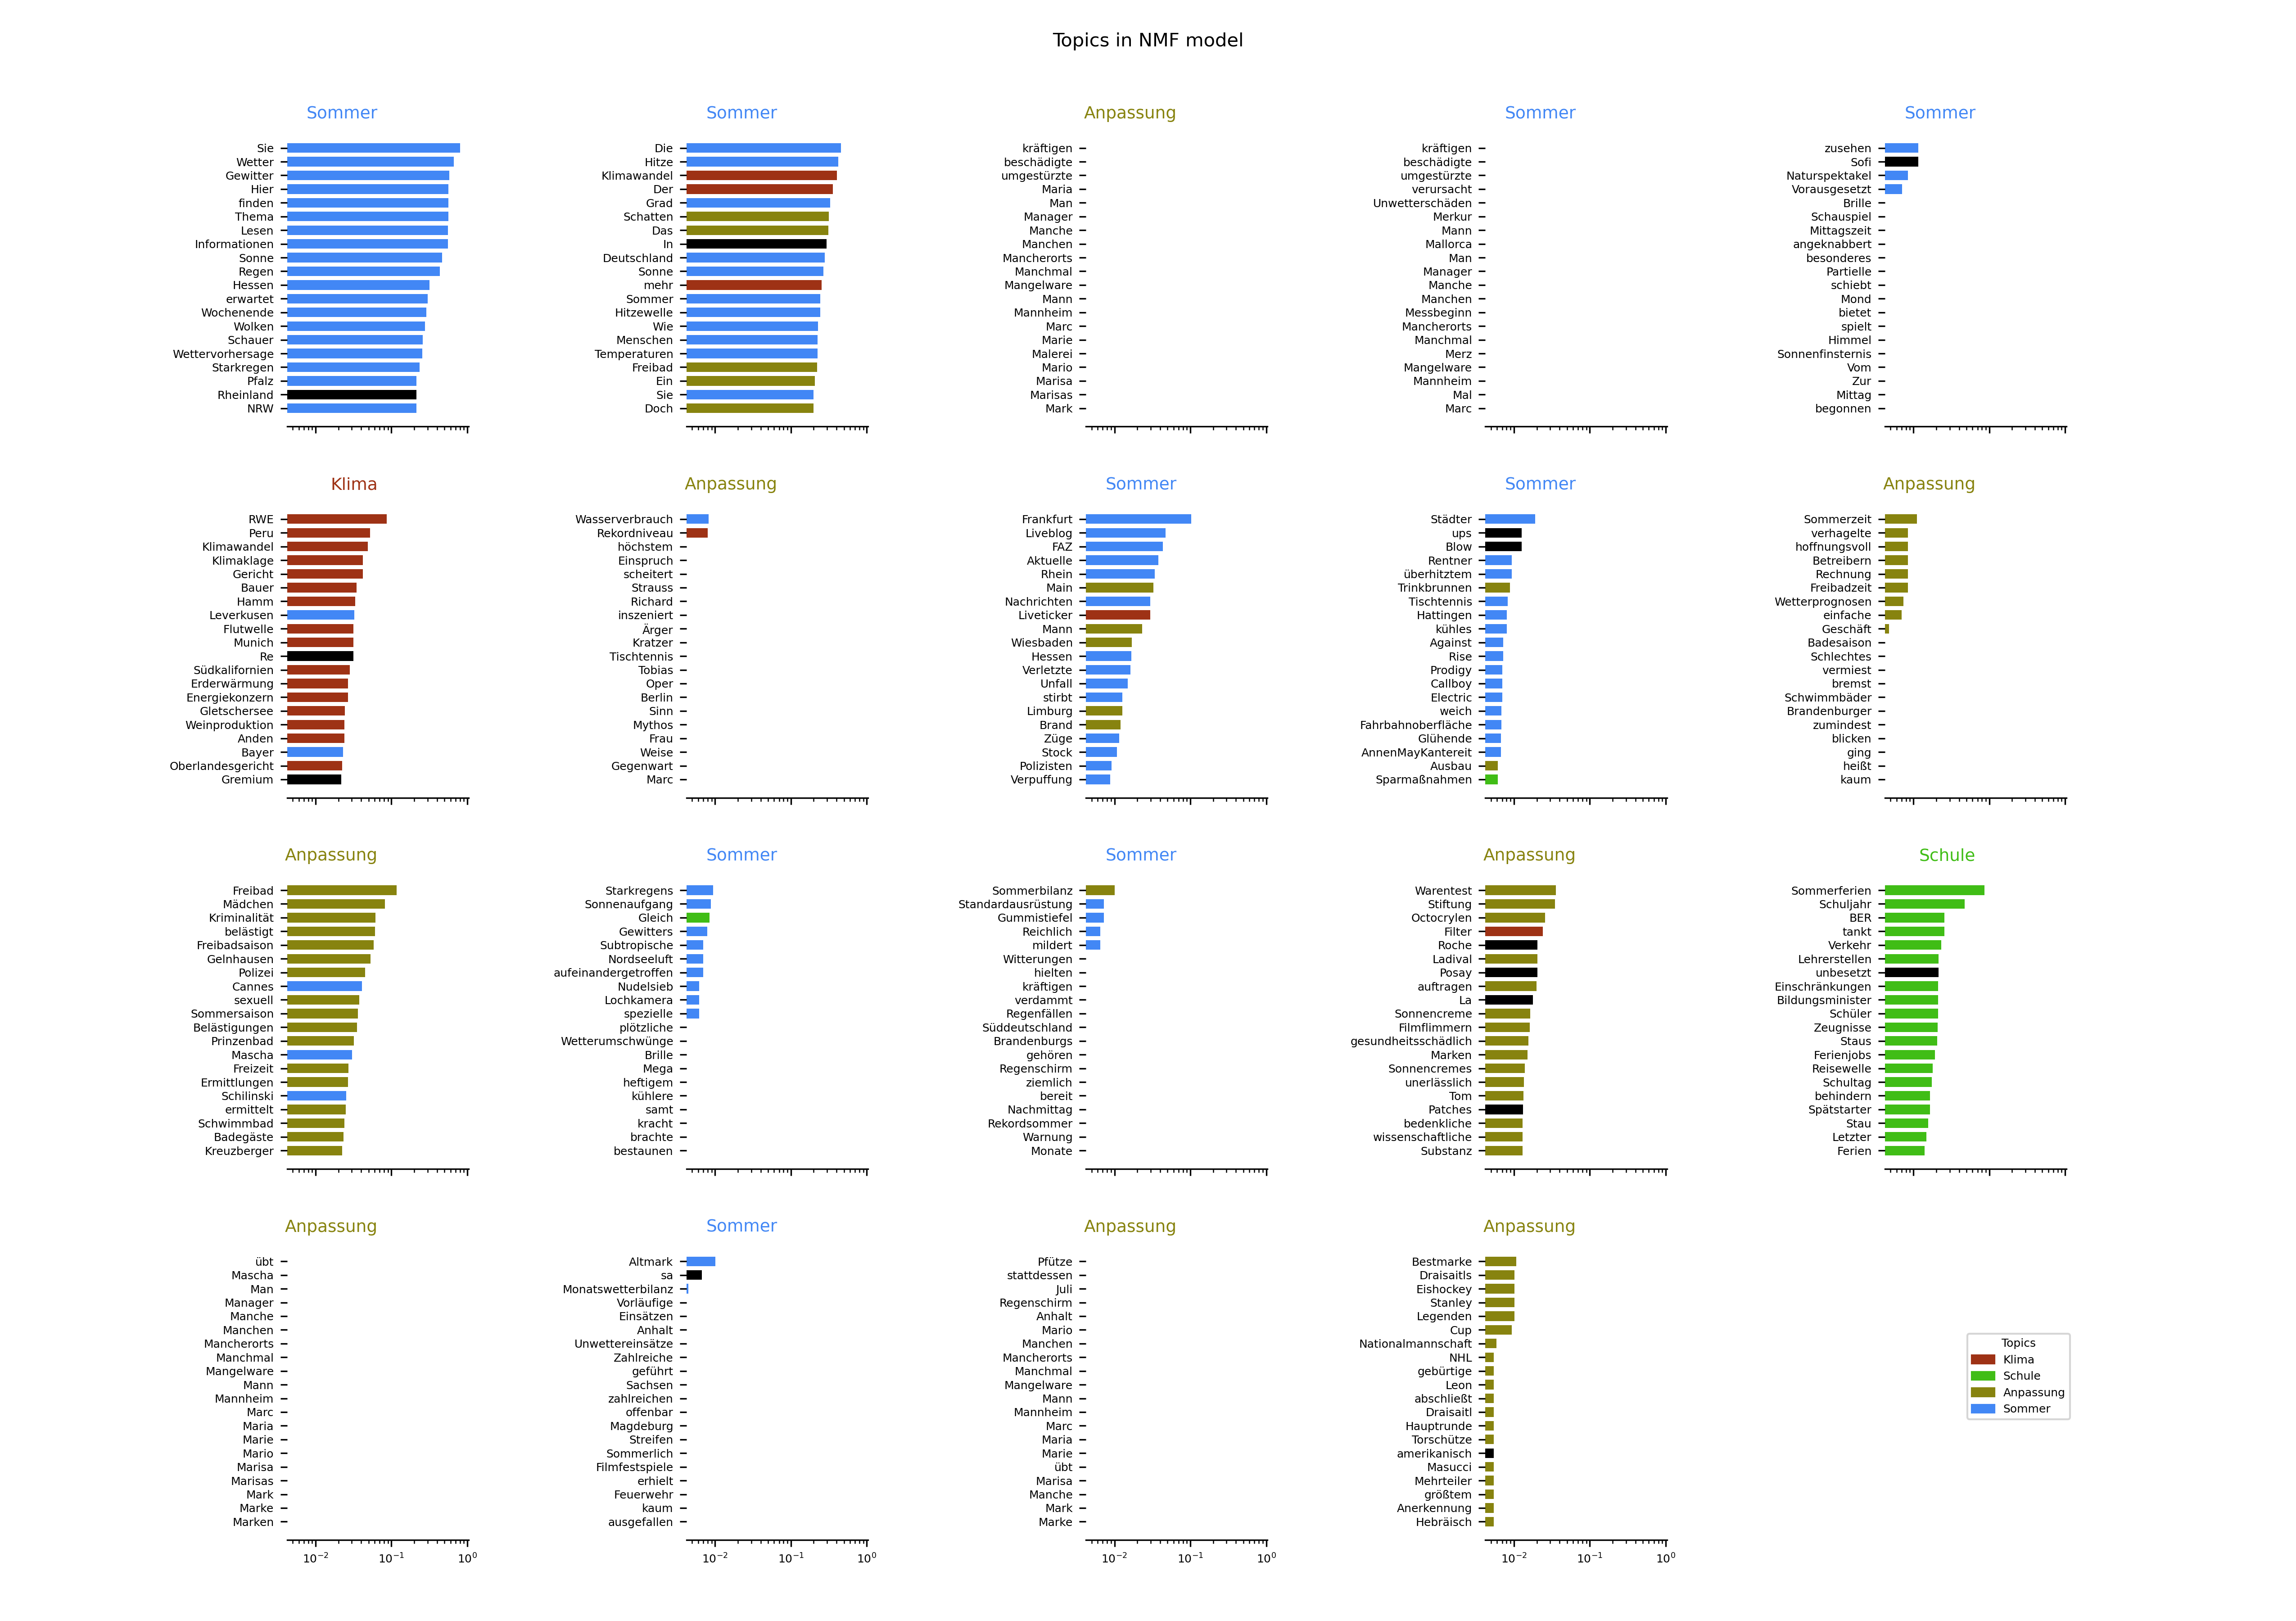 Topics in NMF model
Sommer
Sie
Wetter
Gewitter
Hier
finden
Thema
Lesen
Informationen
Sonne
Regen
Hessen
erwartet
Wochenende
Wolken
Schauer
Wettervorhersage
Starkregen
Pfalz
Rheinland
NRW
Sommer
Die
Hitze
Klimawandel
Der
Grad
Schatten
Das
In
Deutschland
Sonne
mehr
Sommer
Hitzewelle
Wie
Menschen
Temperaturen
Freibad
Ein
Sie
Doch
Anpassung
kräftigen
beschädigte
umgestürzte
Maria
Man
Manager
Manche
Manchen
Mancherorts
Manchmal
Mangelware
Mann
Mannheim
Marc
Marie
Malerei
Mario
Marisa
Marisas
Mark
Sommer
kräftigen
beschädigte
umgestürzte
verursacht
Unwetterschäden
Merkur
Mann
Mallorca
Man
Manager
Manche
Manchen
Messbeginn
Mancherorts
Manchmal
Merz
Mangelware
Mannheim
Mal
Marc
Sommer
zusehen
Sofi
Naturspektakel
Vorausgesetzt
Brille
Schauspiel
Mittagszeit
angeknabbert
besonderes
Partielle
schiebt
Mond
bietet
spielt
Himmel
Sonnenfinsternis
Vom
Zur
Mittag
begonnen
Klima
RWE
Peru
Klimawandel
Klimaklage
Gericht
Bauer
Hamm
Leverkusen
Flutwelle
Munich
Re
Südkalifornien
Erderwärmung
Energiekonzern
Gletschersee
Weinproduktion
Anden
Bayer
Oberlandesgericht
Gremium
Anpassung
Wasserverbrauch
Rekordniveau
höchstem
Einspruch
scheitert
Strauss
Richard
inszeniert
Ärger
Kratzer
Tischtennis
Tobias
Oper
Berlin
Sinn
Mythos
Frau
Weise
Gegenwart
Marc
Sommer
Frankfurt
Liveblog
FAZ
Aktuelle
Rhein
Main
Nachrichten
Liveticker
Mann
Wiesbaden
Hessen
Verletzte
Unfall
stirbt
Limburg
Brand
Züge
Stock
Polizisten
Verpuffung
Sommer
Städter
ups
Blow
Rentner
überhitztem
Trinkbrunnen
Tischtennis
Hattingen
kühles
Against
Rise
Prodigy
Callboy
Electric
weich
Fahrbahnoberfläche
Glühende
AnnenMayKantereit
Ausbau
Sparmaßnahmen
Anpassung
Sommerzeit
verhagelte
hoffnungsvoll
Betreibern
Rechnung
Freibadzeit
Wetterprognosen
einfache
Geschäft
Badesaison
Schlechtes
vermiest
bremst
Schwimmbäder
Brandenburger
zumindest
blicken
ging
heißt
kaum
Anpassung
Freibad
Mädchen
Kriminalität
belästigt
Freibadsaison
Gelnhausen
Polizei
Cannes
sexuell
Sommersaison
Belästigungen
Prinzenbad
Mascha
Freizeit
Ermittlungen
Schilinski
ermittelt
Schwimmbad
Badegäste
Kreuzberger
Sommer
Starkregens
Sonnenaufgang
Gleich
Gewitters
Subtropische
Nordseeluft
aufeinandergetroffen
Nudelsieb
Lochkamera
spezielle
plötzliche
Wetterumschwünge
Brille
Mega
heftigem
kühlere
samt
kracht
brachte
bestaunen
Sommer
Sommerbilanz
Standardausrüstung
Gummistiefel
Reichlich
mildert
Witterungen
hielten
kräftigen
verdammt
Regenfällen
Süddeutschland
Brandenburgs
gehören
Regenschirm
ziemlich
bereit
Nachmittag
Rekordsommer
Warnung
Monate
Anpassung
Warentest
Stiftung
Octocrylen
Filter
Roche
Ladival
Posay
auftragen
La
Sonnencreme
Filmflimmern
gesundheitsschädlich
Marken
Sonnencremes
unerlässlich
Tom
Patches
bedenkliche
wissenschaftliche
Substanz
Schule
Sommerferien
Schuljahr
BER
tankt
Verkehr
Lehrerstellen
unbesetzt
Einschränkungen
Bildungsminister
Schüler
Zeugnisse
Staus
Ferienjobs
Reisewelle
Schultag
behindern
Spätstarter
Stau
Letzter
Ferien
Anpassung
übt
Mascha
Man
Manager
Manche
Manchen
Mancherorts
Manchmal
Mangelware
Mann
Mannheim
Marc
Maria
Marie
Mario
Marisa
Marisas
Mark
Marke
Marken
10⁻² 10⁻¹ 10⁰
Sommer
Altmark
sa
Monatswetterbilanz
Vorläufige
Einsätzen
Anhalt
Unwettereinsätze
Zahlreiche
geführt
Sachsen
zahlreichen
offenbar
Magdeburg
Streifen
Sommerlich
Filmfestspiele
erhielt
Feuerwehr
kaum
ausgefallen
10⁻² 10⁻¹ 10⁰
Anpassung
Pfütze
stattdessen
Juli
Regenschirm
Anhalt
Mario
Manchen
Mancherorts
Manchmal
Mangelware
Mann
Mannheim
Marc
Maria
Marie
übt
Marisa
Manche
Mark
Marke
10⁻² 10⁻¹ 10⁰
Anpassung
Bestmarke
Draisaitls
Eishockey
Stanley
Legenden
Cup
Nationalmannschaft
NHL
gebürtige
Leon
abschließt
Draisaitl
Hauptrunde
Torschütze
amerikanisch
Masucci
Mehrteiler
größtem
Anerkennung
Hebräisch
10⁻² 10⁻¹ 10⁰
Topics
Klima
Schule
Anpassung
Sommer